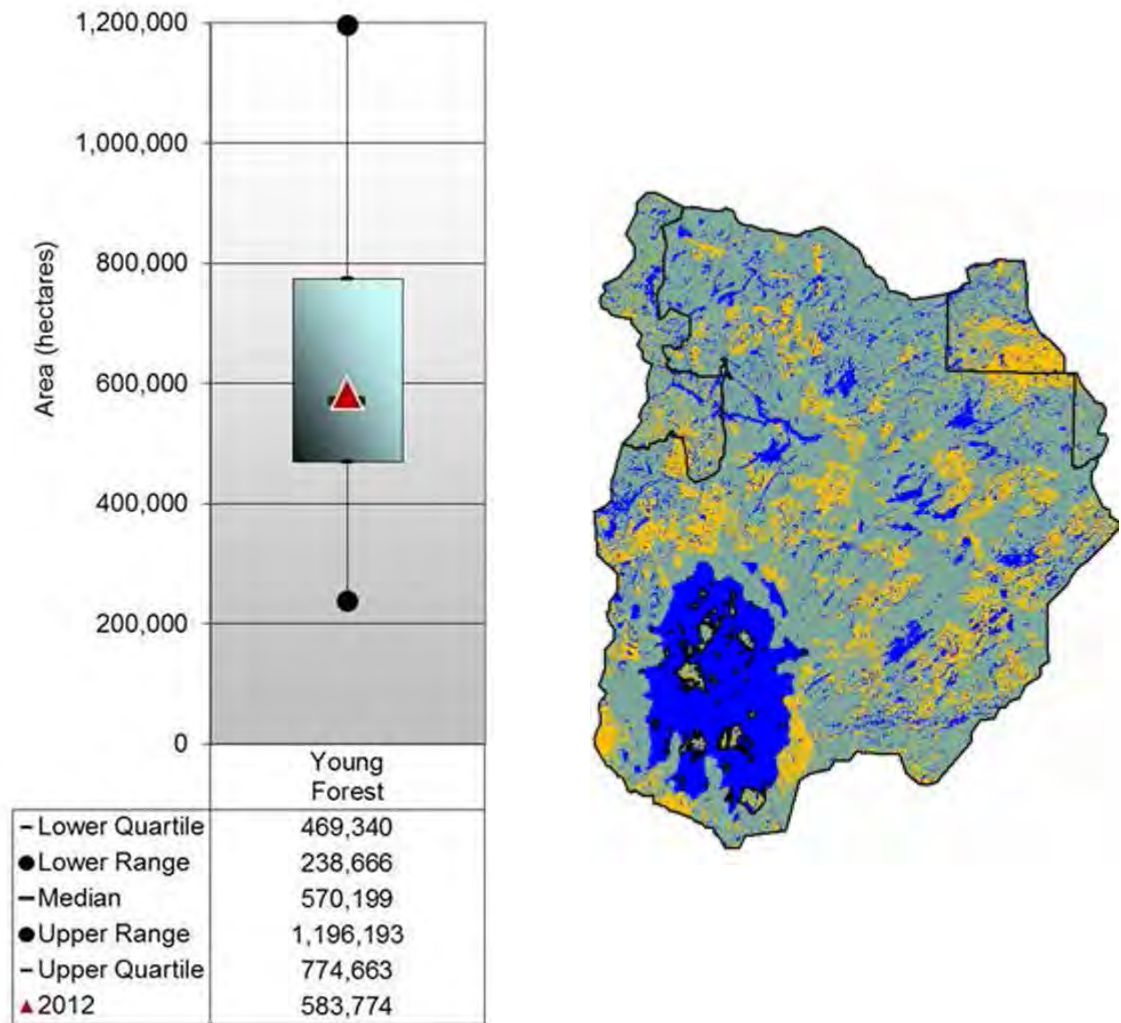 1,200,000
1,000,000
800,000
600,000
400,000
200,000
0
Area (hectares)
Young
Forest
Lower Quartile 469,340
Lower Range 238,666
Median 570,199
Upper Range 1,196,193
Upper Quartile 774,663
2012 583,774